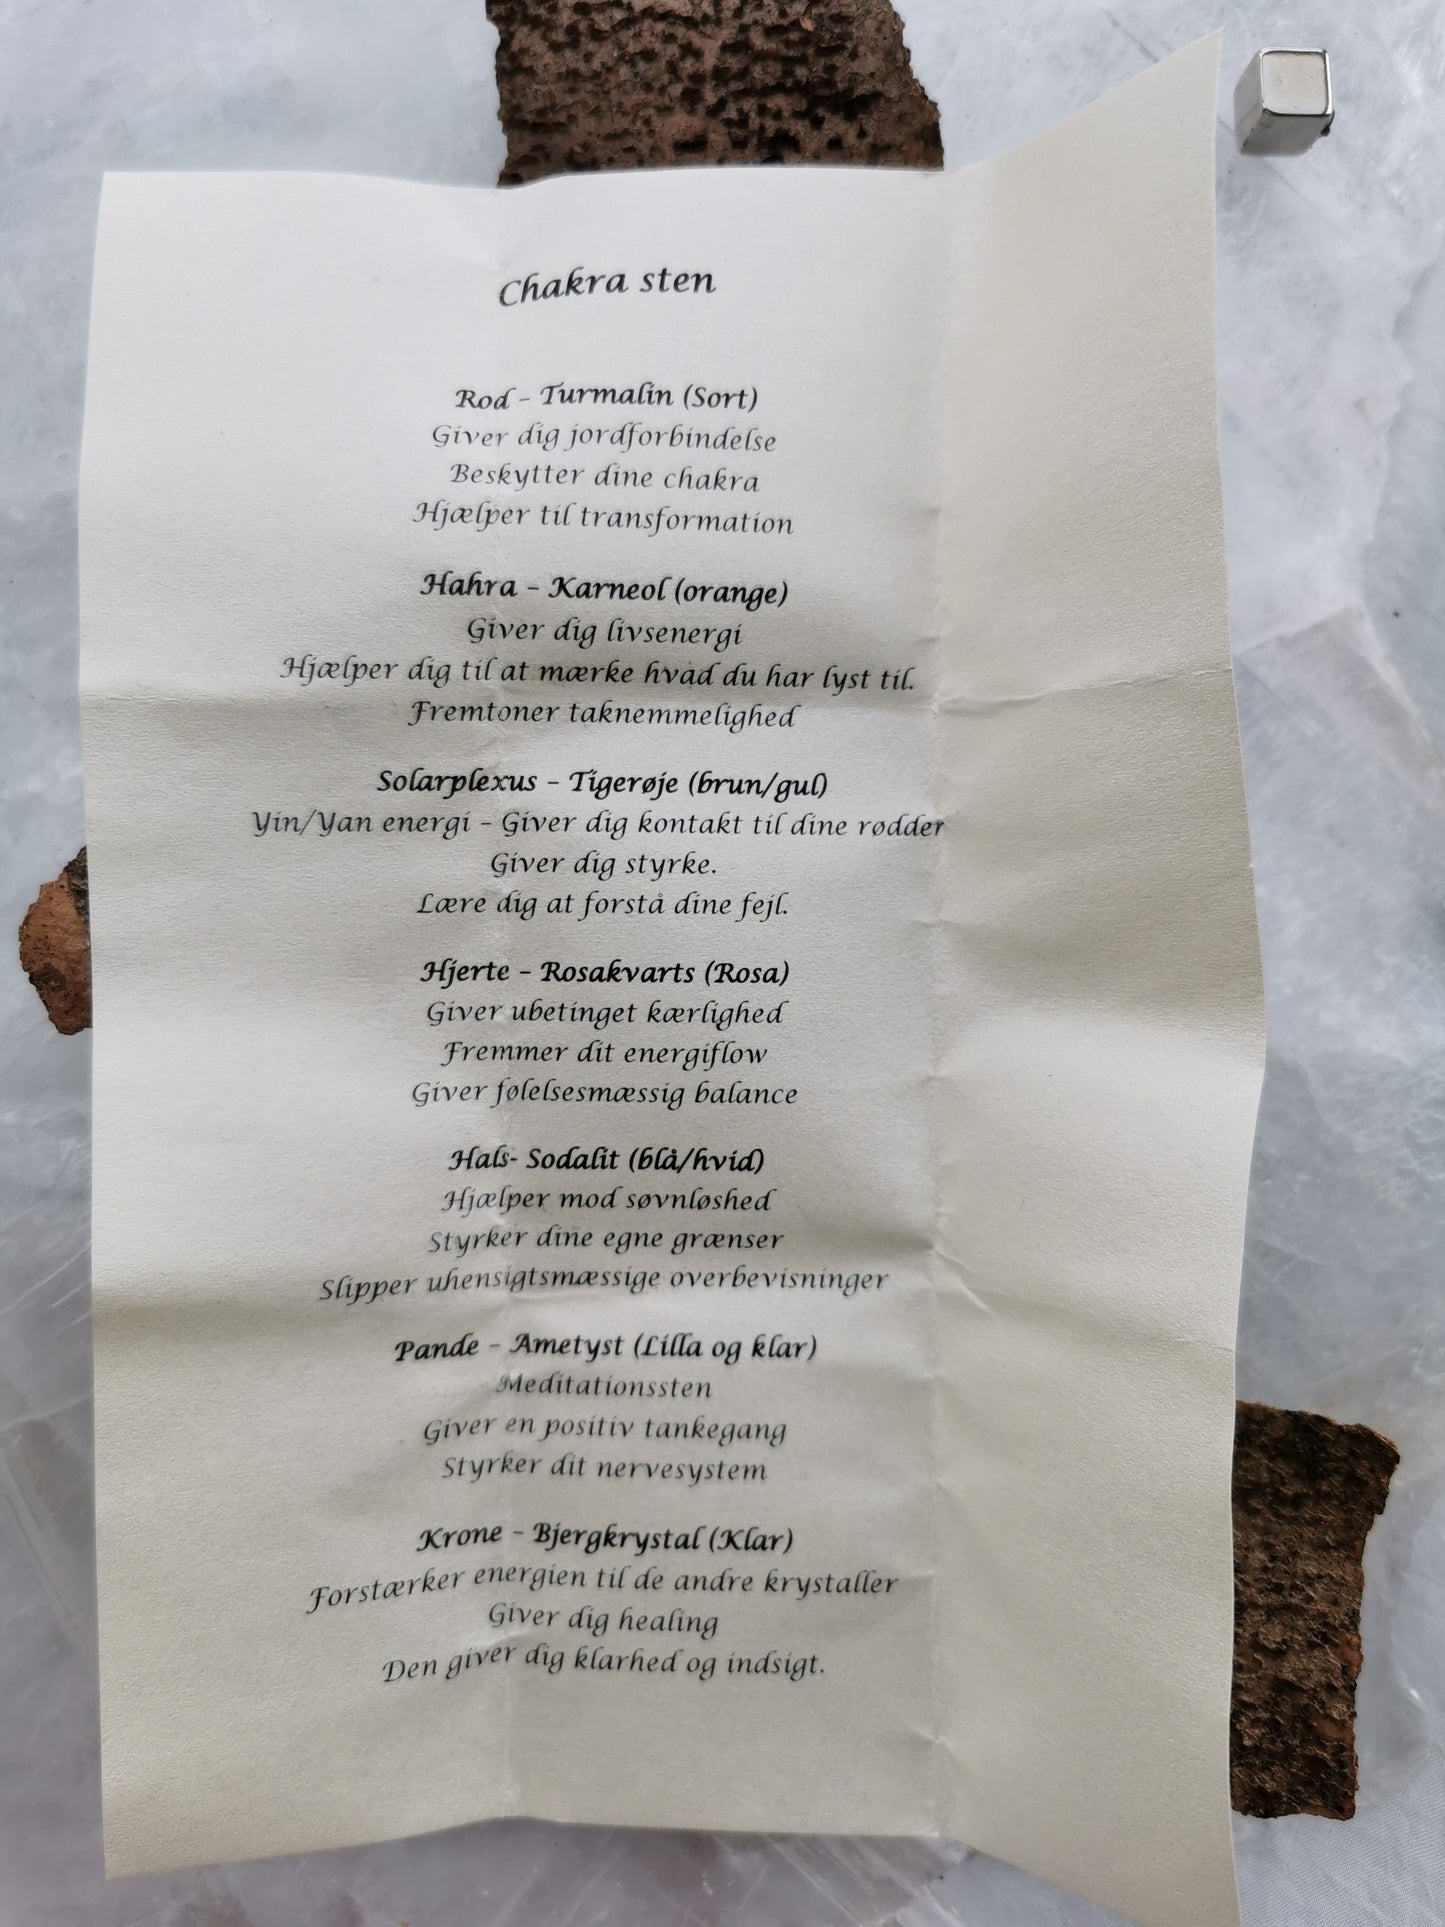 Chakra sten
Rod – Turmalin (Sort)
Giver dig jordforbindelse
Beskytter dine chakra
Hjælper til transformation
Hahra – Karneol (orange)
Giver dig livsenergi
Hjælper dig til at mærke hvad du har lyst til.
Fremtoner taknemmelighed
Solarplexus – Tigerøje (brun/gul)
Yin/Yan energi – Giver dig kontakt til dine rødder
Giver dig styrke.
Lære dig at forstå dine fejl.
Hjerte – Rosakvarts (Rosa)
Giver ubetinget kærlighed
Fremmer dit energiflow
Giver følelsesmæssig balance
Hals- Sodalit (blå/hvid)
Hjælper mod søvnløshed
Styrker dine egne grænser
Slipper uhensigtsmæssige overbevisninger
Pande – Ametyst (Lilla og klar)
Meditationssten
Giver en positiv tankegang
Styrker dit nervesystem
Krone – Bjergkrystal (Klar)
Forstærker energien til de andre krystaller
Giver dig healing
Den giver dig klarhed og indsigt.